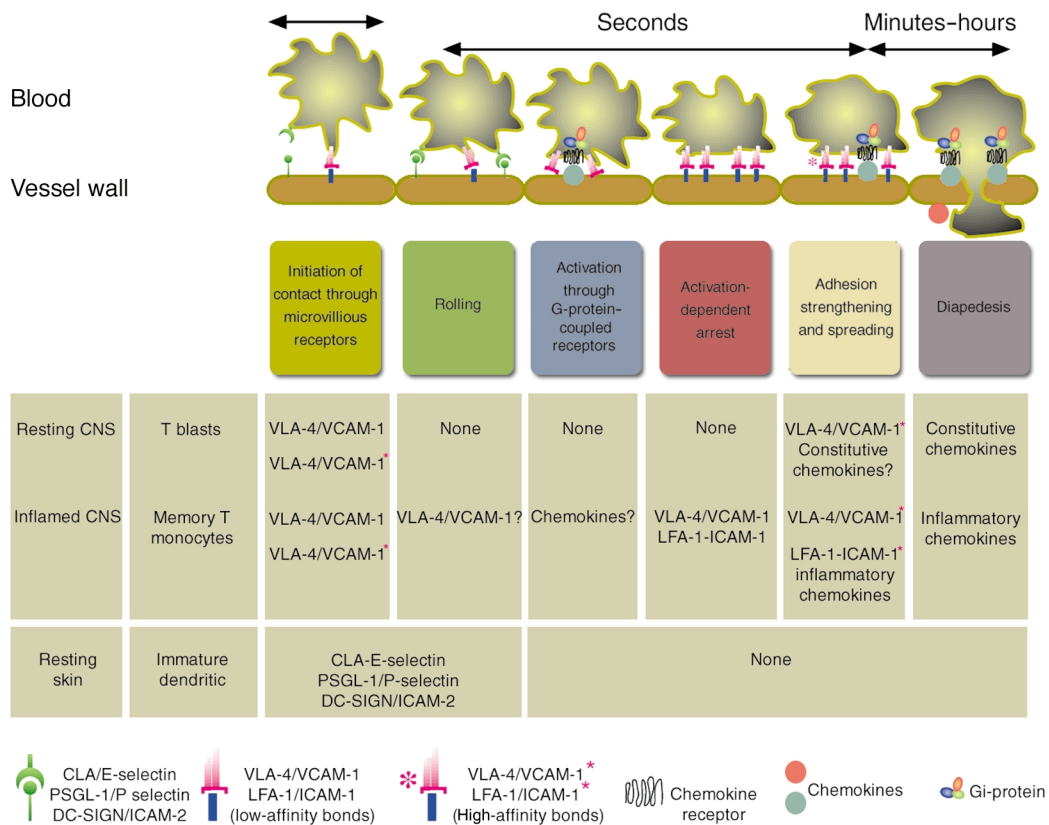 Seconds
Minutes–hours
Blood
Vessel wall
Initiation of
contact through
microvillious
receptors
Rolling
Activation
through
G-protein–
coupled
receptors
Activation-
dependent
arrest
Adhesion
strengthening
and spreading
Diapedesis
Resting CNS
T blasts
VLA-4/VCAM-1
VLA-4/VCAM-1*
None
None
None
VLA-4/VCAM-1*
Constitutive
chemokines?
Constitutive
chemokines
Inflamed CNS
Memory T
monocytes
VLA-4/VCAM-1
VLA-4/VCAM-1*
VLA-4/VCAM-1?
Chemokines?
VLA-4/VCAM-1
LFA-1-ICAM-1
VLA-4/VCAM-1*
LFA-1-ICAM-1*
inflammatory
chemokines
Inflammatory
chemokines
Resting
skin
Immature
dendritic
CLA-E-selectin
PSGL-1/P-selectin
DC-SIGN/ICAM-2
None
CLA/E-selectin
PSGL-1/P selectin
DC-SIGN/ICAM-2
VLA-4/VCAM-1
LFA-1/ICAM-1
(low-affinity bonds)
*
VLA-4/VCAM-1*
LFA-1/ICAM-1*
(High-affinity bonds)
Chemokine
receptor
Chemokines
Gi-protein